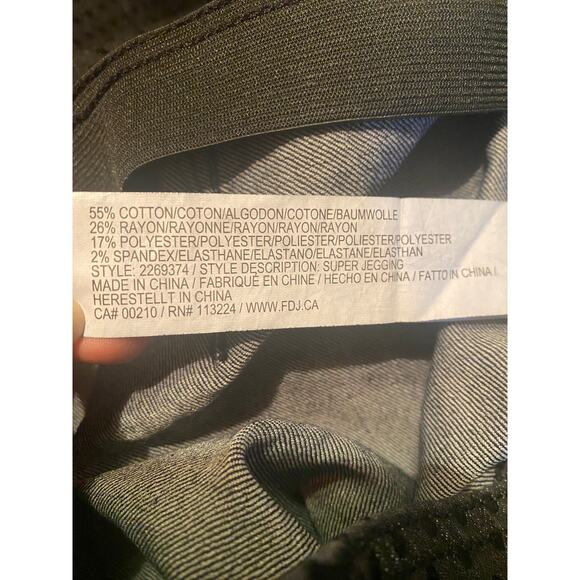 55% COTTON/COTON/ALGODON/COTONE/BAUMWOLLE
26% RAYON/RAYONNE/RAYON/RAYON/RAYON
17% POLYESTER/POLYESTER/POLIESTER/POLIESTER/POLYESTER
2% SPANDEX/ELASTHANE/ELASTANO/ELASTANE/ELASTHAN
STYLE: 2269374 / STYLE DESCRIPTION: SUPER JEGGING
MADE IN CHINA / FABRIQUÉ EN CHINE / HECHO EN CHINA / FATTO IN CHINA /
HERESTELLT IN CHINA
CA# 00210 / RN# 113224 / WWW.FDJ.CA